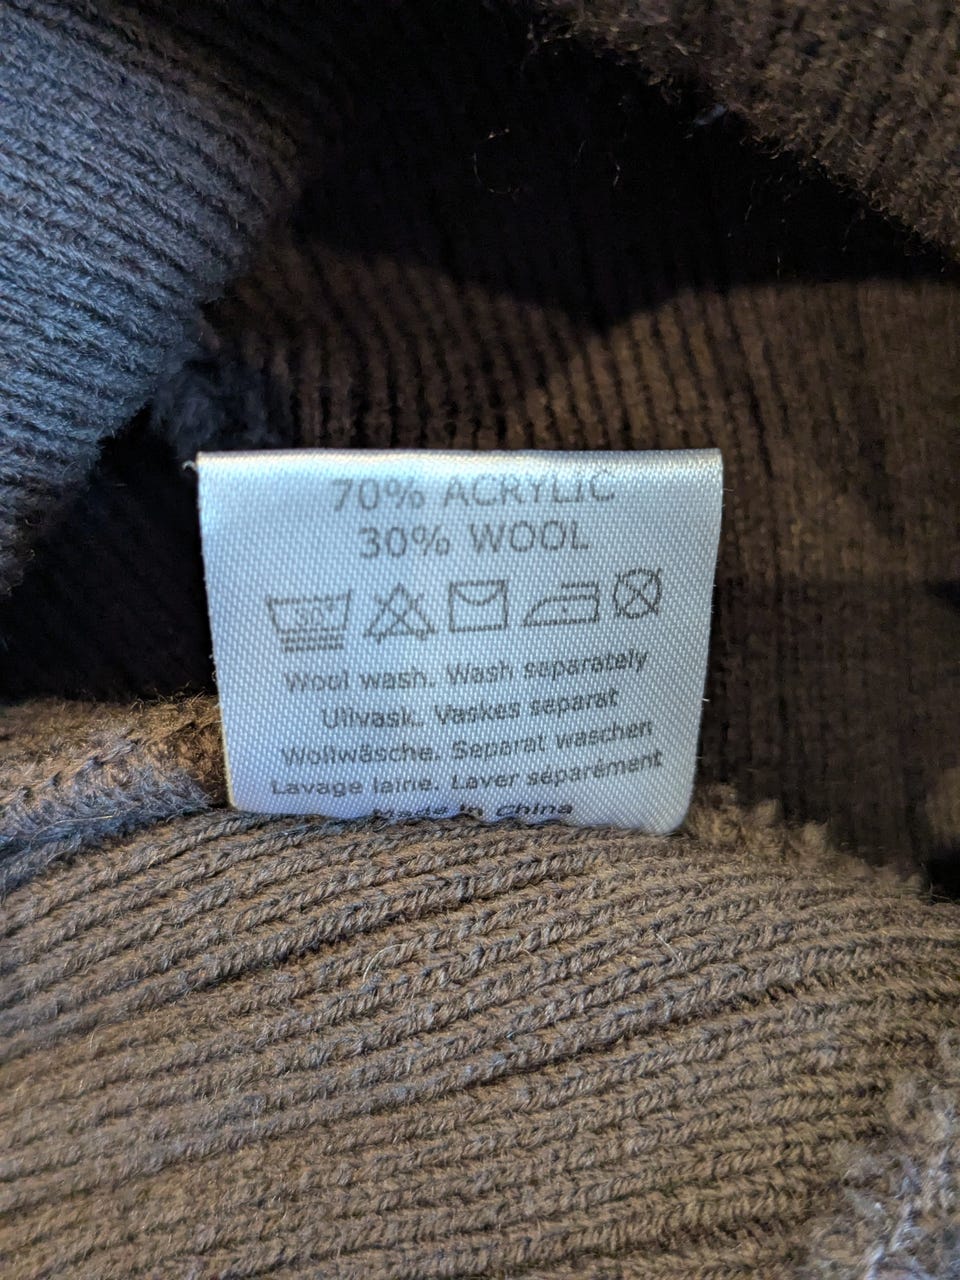 70% ACRYLIC
30% WOOL
30°
Wool wash. Wash separately
Ullvask. Vaskes separat
Wollwäsche. Separat waschen
Lavage laine. Laver séparément
Made in China